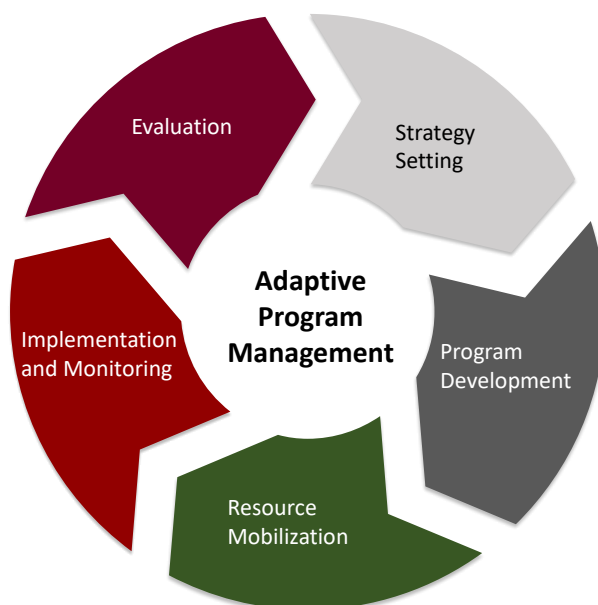 Evaluation
Strategy
Setting
Adaptive
Program
Management
Implementation
and Monitoring
Program
Development
Resource
Mobilization